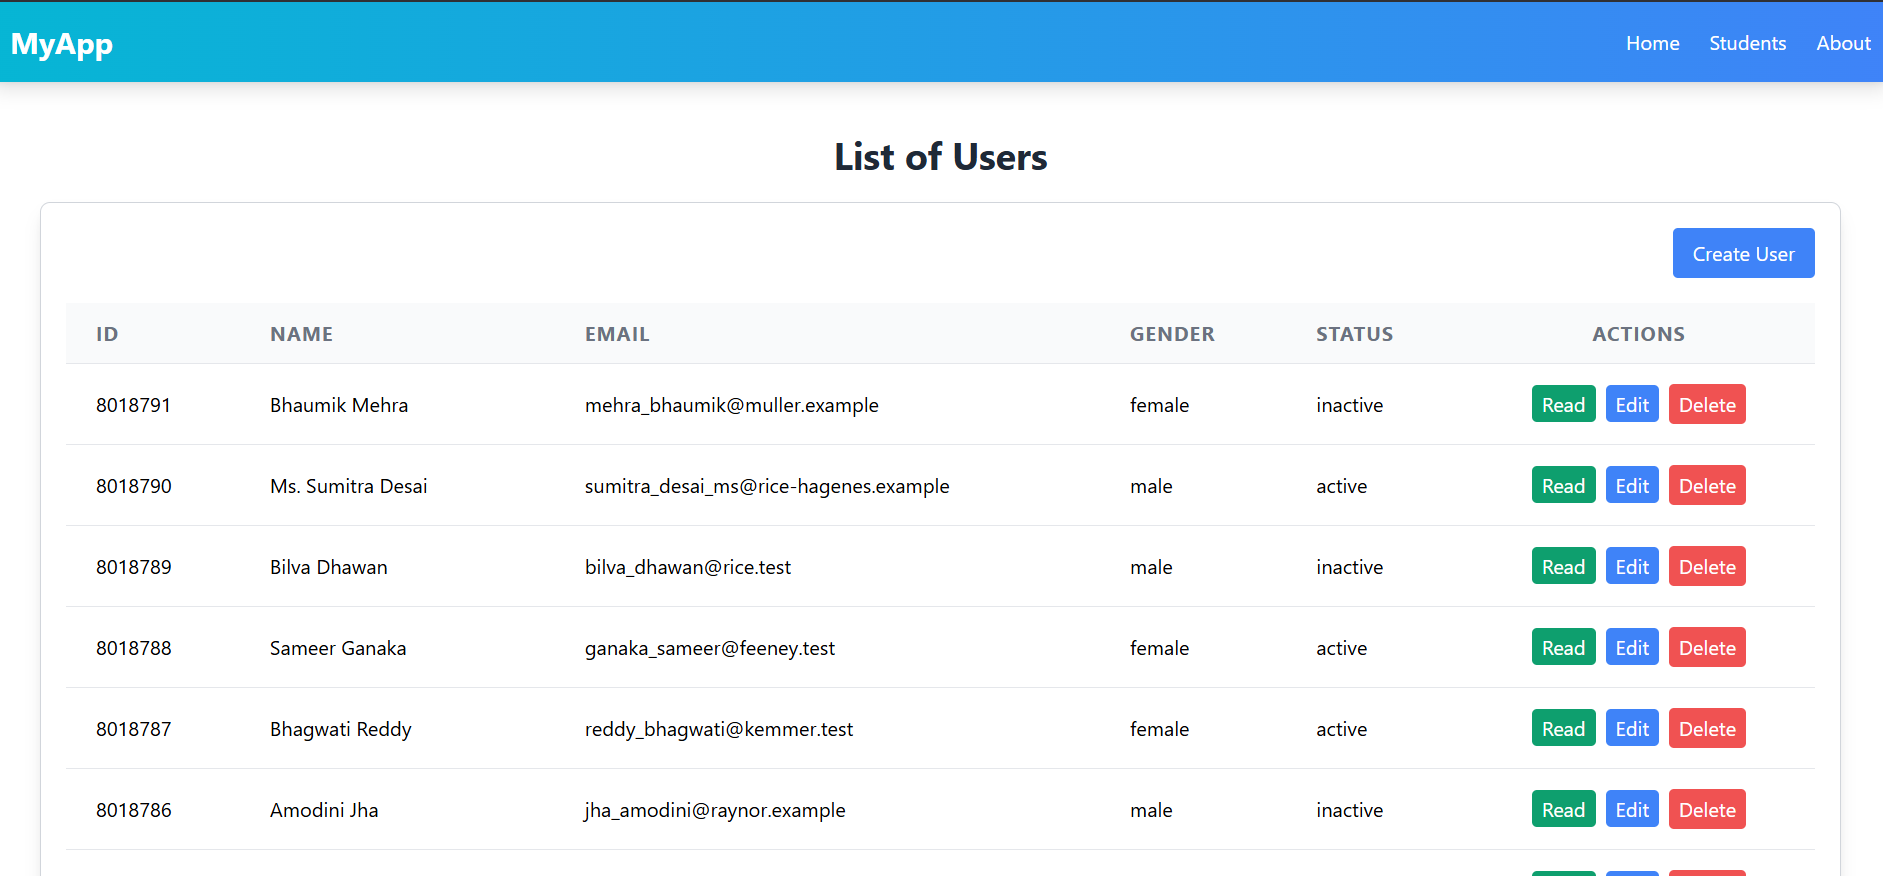 MyApp Home Students About
List of Users
Create User
ID NAME EMAIL GENDER STATUS ACTIONS
8018791 Bhaumik Mehra mehra_bhaumik@muller.example female inactive Read Edit Delete
8018790 Ms. Sumitra Desai sumitra_desai_ms@rice-hagenes.example male active Read Edit Delete
8018789 Bilva Dhawan bilva_dhawan@rice.test male inactive Read Edit Delete
8018788 Sameer Ganaka ganaka_sameer@feeney.test female active Read Edit Delete
8018787 Bhagwati Reddy reddy_bhagwati@kemmer.test female active Read Edit Delete
8018786 Amodini Jha jha_amodini@raynor.example male inactive Read Edit Delete